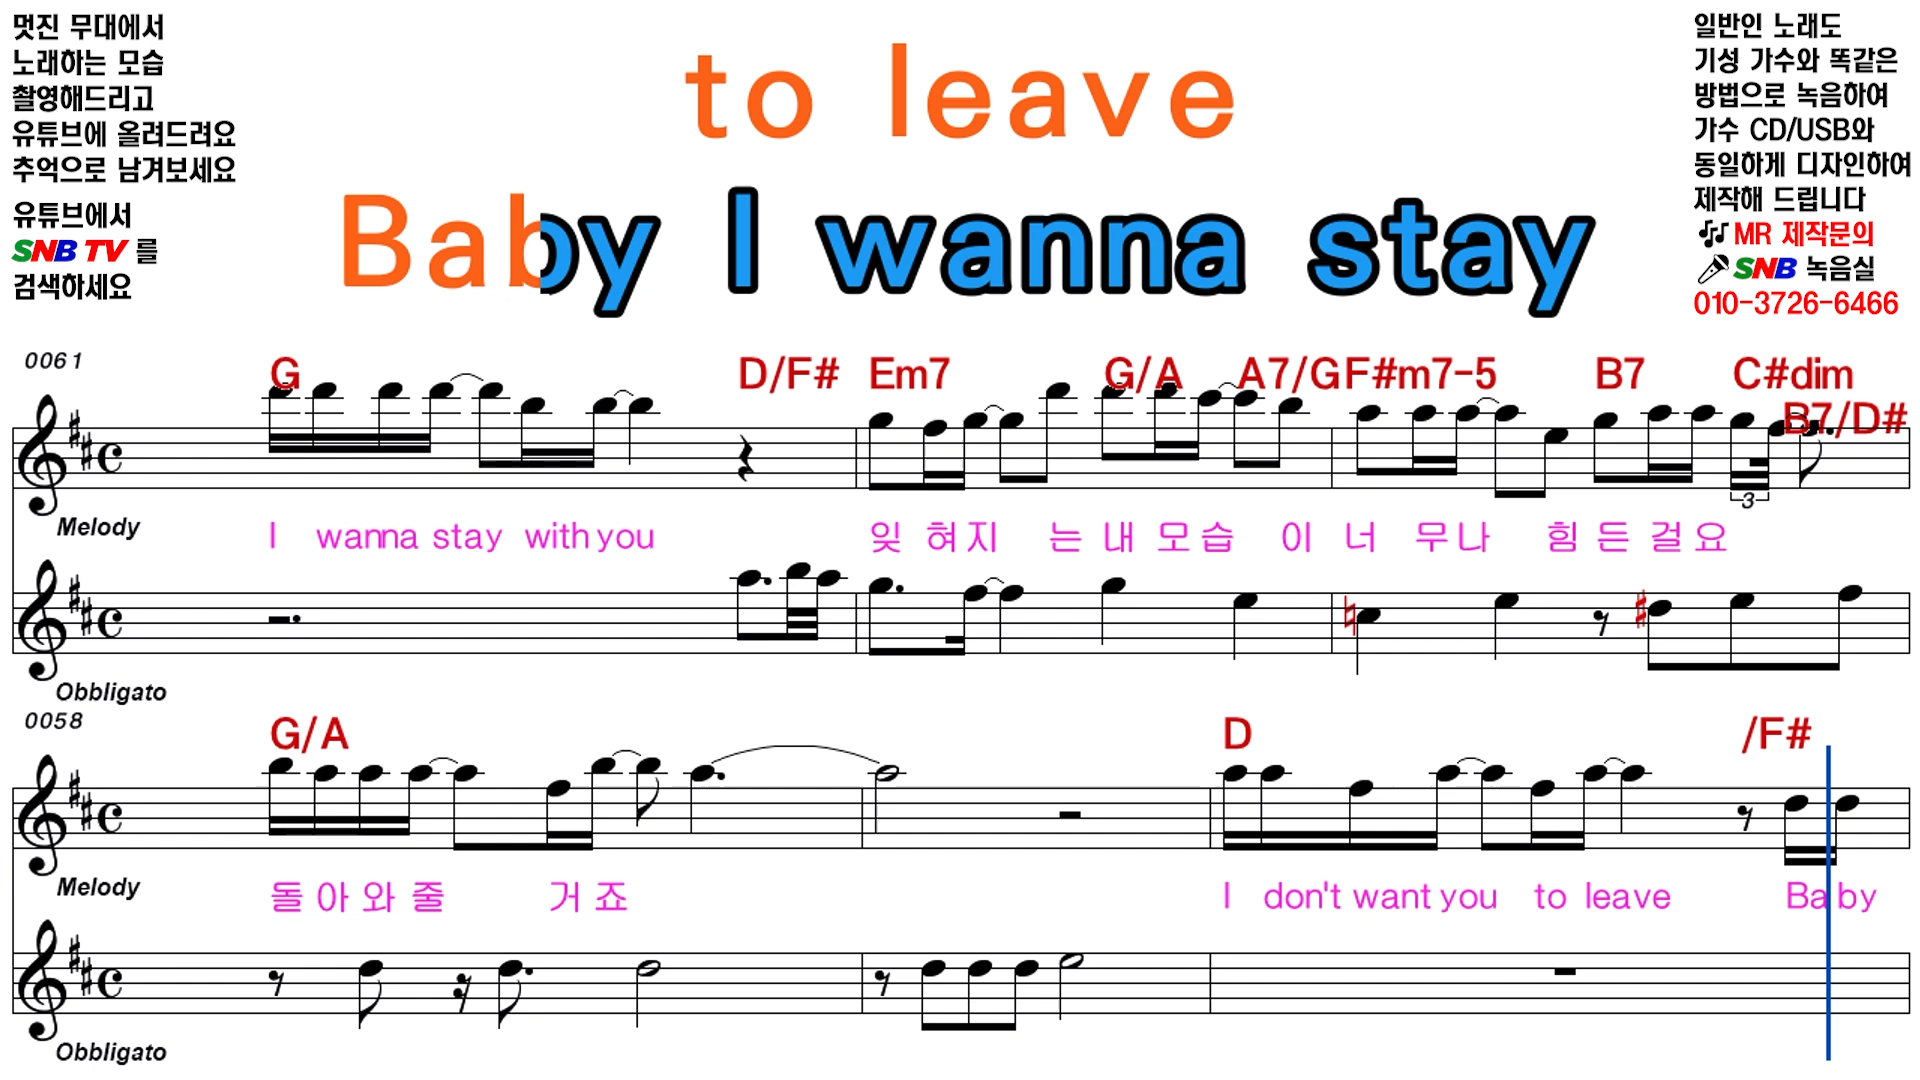 멋진 무대에서
노래하는 모습
촬영해드리고
유튜브에 올려드려요
추억으로 남겨보세요
유튜브에서
SNB TV 를
검색하세요
to leave
Baby I wanna stay
일반인 노래도
기성 가수와 똑같은
방법으로 녹음하여
가수 CD/USB와
동일하게 디자인하여
제작해 드립니다
MR 제작문의
SNB 녹음실
010-3726-6466
0061
G D/F# Em7 G/A A7/G F#m7-5 B7 C#dim
B7/D#
3
Melody
I wanna stay with you 잊 혀 지 는 내 모 습 이 너 무 나 힘 든 걸 요
Obbligato
0058
G/A D /F#
Melody
돌 아 와 줄 거 죠 I don't want you to leave Ba by
Obbligato